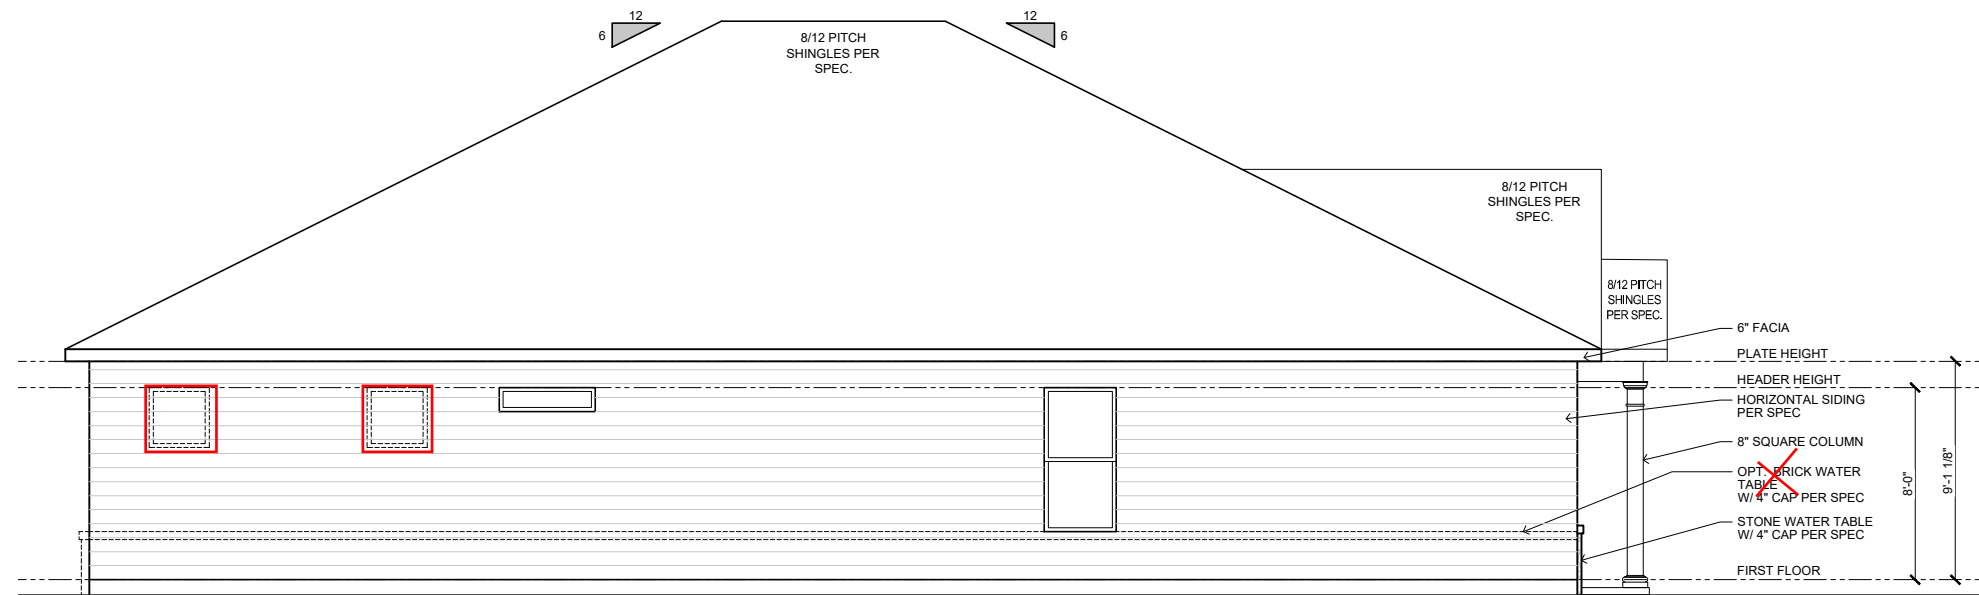 12
6
12
6
8/12 PITCH
SHINGLES PER
SPEC.
8/12 PITCH
SHINGLES PER
SPEC.
8/12 PITCH
SHINGLES
PER SPEC.
6" FACIA
PLATE HEIGHT
HEADER HEIGHT
HORIZONTAL SIDING
PER SPEC
8" SQUARE COLUMN
OPT. BRICK WATER
TABLE
W/ 4" CAP PER SPEC
STONE WATER TABLE
W/ 4" CAP PER SPEC
FIRST FLOOR
8'-0"
9'-1 1/8"